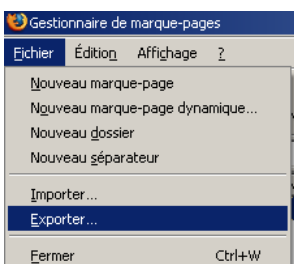 Gestionnaire de marque-pages
Fichier Édition Affichage ?
Nouveau marque-page
Nouveau marque-page dynamique...
Nouveau dossier
Nouveau séparateur
Importer...
Exporter...
Fermer Ctrl+W